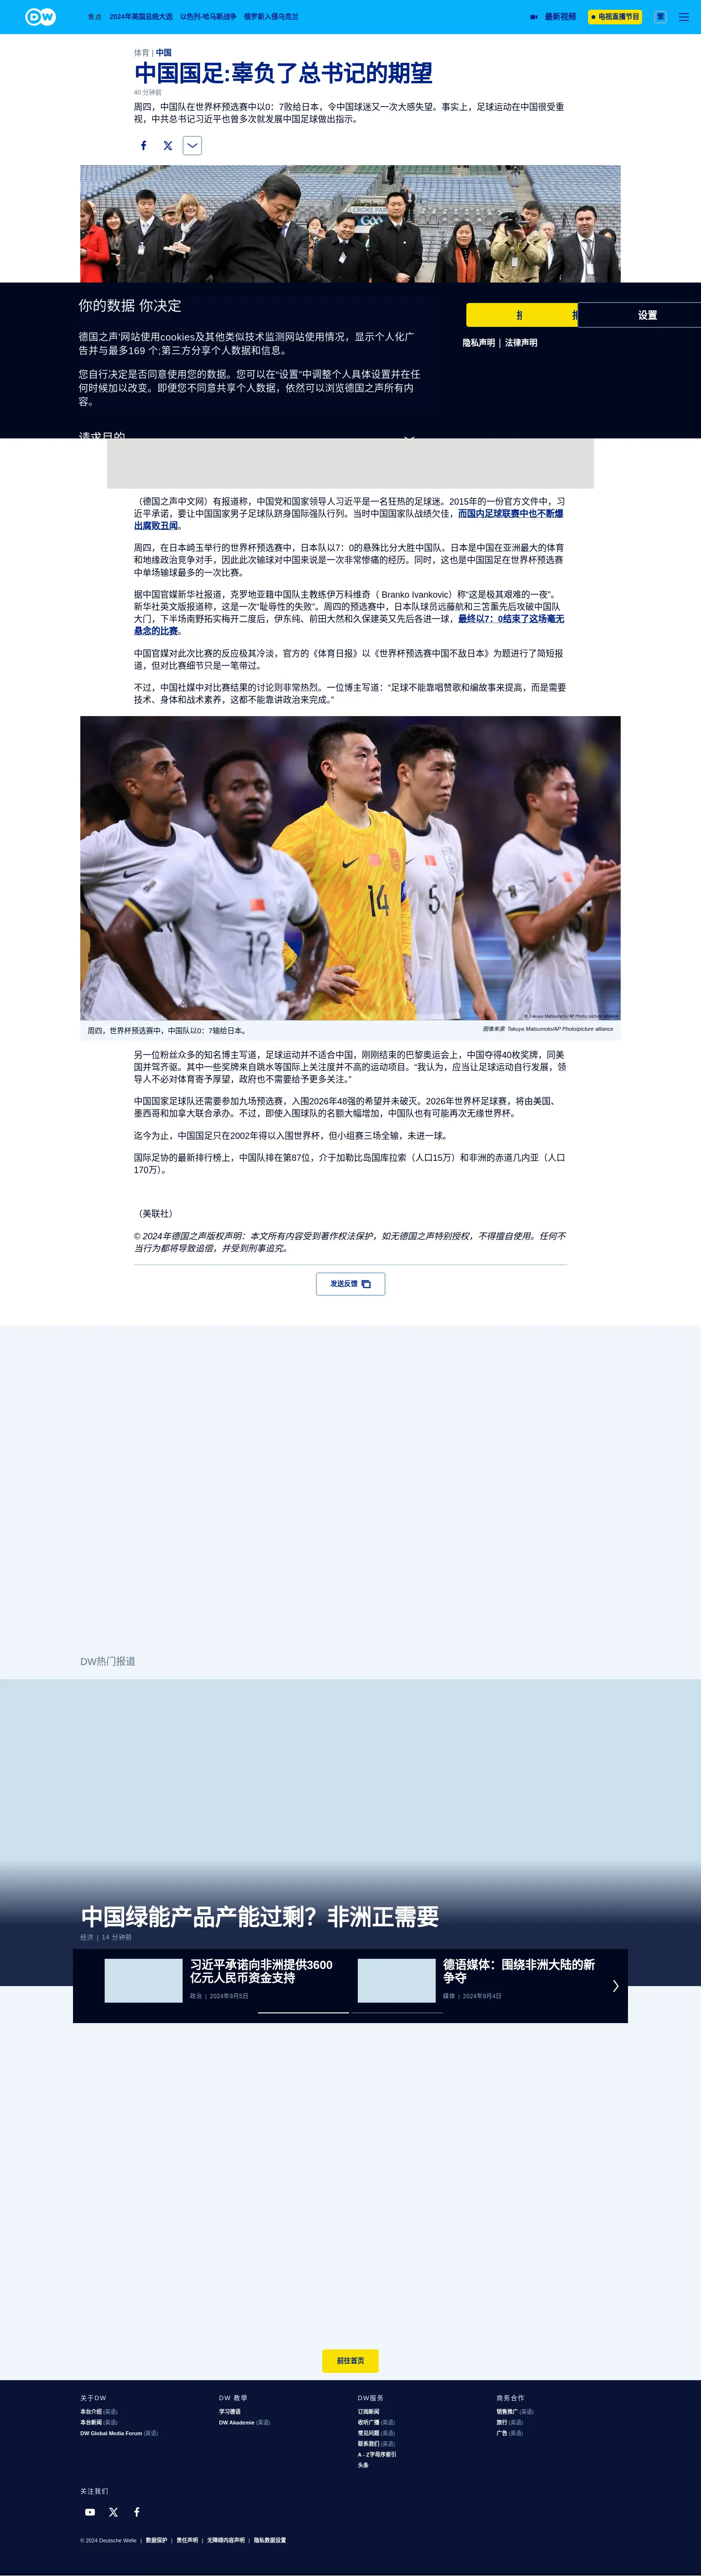 DW
焦点 2024年美国总统大选 以色列-哈马斯战争 俄罗斯入侵乌克兰 最新视频 电视直播节目 繁
体育 | 中国
中国国足:辜负了总书记的期望
40 分钟前
周四，中国队在世界杯预选赛中以0：7败给日本，令中国球迷又一次大感失望。事实上，足球运动在中国很受重
视，中共总书记习近平也曾多次就发展中国足球做出指示。
CROKE PARK
GAA
你的数据 你决定
德国之声'网站使用cookies及其他类似技术监测网站使用情况，显示个人化广
告并与最多169 个;第三方分享个人数据和信息。
您自行决定是否同意使用您的数据。您可以在“设置”中调整个人具体设置并在任
任何时候加以改变。即便您不同意共享个人数据，依然可以浏览德国之声所有内
容。
请求目的
设置
隐私声明 | 法律声明
（德国之声中文网）有报道称，中国党和国家领导人习近平是一名狂热的足球迷。2015年的一份官方文件中，习
近平承诺，要让中国国家男子足球队跻身国际强队行列。当时中国国家队战绩欠佳，而国内足球联赛中也不断爆
出腐败丑闻。
周四，在日本崎玉举行的世界杯预选赛中，日本队以7：0的悬殊比分大胜中国队。日本是中国在亚洲最大的体育
和地缘政治竞争对手，因此此次输球对中国来说是一次非常惨痛的经历。同时，这也是中国国足在世界杯预选赛
中单场输球最多的一次比赛。
据中国官媒新华社报道，克罗地亚籍中国队主教练伊万科维奇（ Branko Ivankovic）称“这是极其艰难的一夜”。
新华社英文版报道称，这是一次“耻辱性的失败”。周四的预选赛中，日本队球员远藤航和三笘薰先后攻破中国队
大门，下半场南野拓实梅开二度后，伊东纯、前田大然和久保建英又先后各进一球，最终以7：0结束了这场毫无
悬念的比赛。
中国官媒对此次比赛的反应极其冷淡，官方的《体育日报》以《世界杯预选赛中国不敌日本》为题进行了简短报
道，但对比赛细节只是一笔带过。
不过，中国社媒中对比赛结果的讨论则非常热烈。一位博主写道：“足球不能靠唱赞歌和编故事来提高，而是需要
技术、身体和战术素养，这都不能靠讲政治来完成。”
14
5
© Takuya Matsumoto/AP Photo/picture alliance
周四，世界杯预选赛中，中国队以0：7输给日本。
图像来源: Takuya Matsumoto/AP Photo/picture alliance
另一位粉丝众多的知名博主写道，足球运动并不适合中国，刚刚结束的巴黎奥运会上，中国夺得40枚奖牌，同美
国并驾齐驱。其中一些奖牌来自跳水等国际上关注度并不高的运动项目。“我认为，应当让足球运动自行发展，领
导人不必对体育寄予厚望，政府也不需要给予更多关注。”
中国国家足球队还需要参加九场预选赛，入围2026年48强的希望并未破灭。2026年世界杯足球赛，将由美国、
墨西哥和加拿大联合承办。不过，即使入围球队的名额大幅增加，中国队也有可能再次无缘世界杯。
迄今为止，中国国足只在2002年得以入围世界杯，但小组赛三场全输，未进一球。
国际足协的最新排行榜上，中国队排在第87位，介于加勒比岛国库拉索（人口15万）和非洲的赤道几内亚（人口
170万）。
（美联社）
© 2024年德国之声版权声明：本文所有内容受到著作权法保护，如无德国之声特别授权，不得擅自使用。任何不
当行为都将导致追偿，并受到刑事追究。
发送反馈
DW热门报道
中国绿能产品产能过剩？非洲正需要
经济 | 14 分钟前
习近平承诺向非洲提供3600
亿元人民币资金支持
政治 | 2024年9月5日
德语媒体：围绕非洲大陆的新
争夺
媒体 | 2024年9月4日
前往首页
关于DW
本台介绍 (英语)
本台新闻 (英语)
DW Global Media Forum (英语)
DW 教学
学习德语
DW Akademie (英语)
DW服务
订阅新闻
收听广播 (英语)
常见问题 (英语)
联系我们 (英语)
A - Z字母序索引
头条
商务合作
销售推广 (英语)
旅行 (英语)
广告 (英语)
关注我们
© 2024 Deutsche Welle | 数据保护 | 责任声明 | 无障碍内容声明 | 隐私数据设置